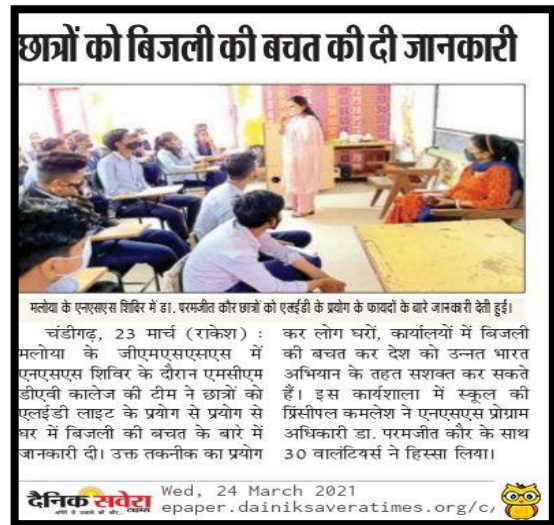 छात्रों को बिजली की बचत की दी जानकारी
मलोया के एनएसएस शिविर में डा. परमजीत कौर छात्रों को एलईडी के प्रयोग के फायदों के बारे जानकारी देती हुई।
चंडीगढ़, 23 मार्च (राकेश) :
मलोया के जीएमएसएसएस में
एनएसएस शिविर के दौरान एमसीएम
डीएवी कालेज की टीम ने छात्रों को
एलईडी लाइट के प्रयोग से प्रयोग से
घर में बिजली की बचत के बारे में
जानकारी दी। उक्त तकनीक का प्रयोग
कर लोग घरों, कार्यालयों में बिजली
की बचत कर देश को उन्नत भारत
अभियान के तहत सशक्त कर सकते
हैं। इस कार्यशाला में स्कूल की
प्रिंसीपल कमलेश ने एनएसएस प्रोग्राम
अधिकारी डा. परमजीत कौर के साथ
30 वालंटियर्स ने हिस्सा लिया।
दैनिक सवेरा टाइम्स
Wed, 24 March 2021
epaper.dainiksaveratimes.org/c/